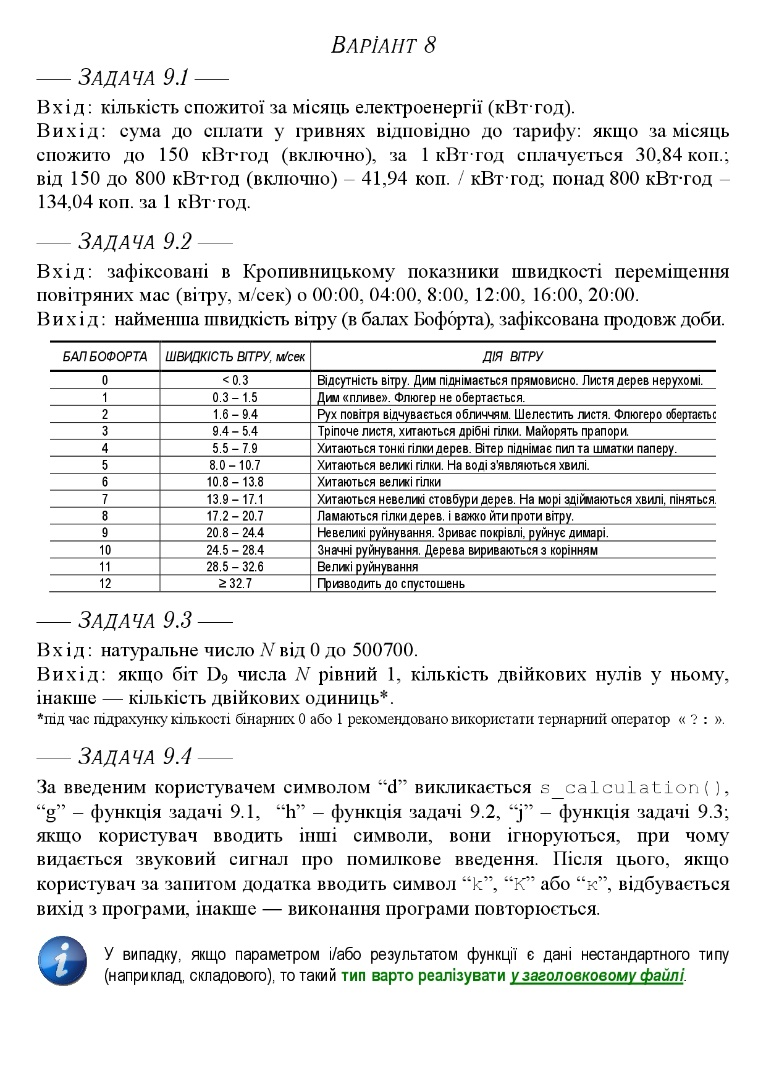 ВАРІАНТ 8
ЗАДАЧА 9.1
Вхід: кількість спожитої за місяць електроенергії (кВт·год).
Вихід: сума до сплати у гривнях відповідно до тарифу: якщо за місяць
спожито до 150 кВт·год (включно), за 1 кВт·год сплачується 30,84 коп.;
від 150 до 800 кВт·год (включно) – 41,94 коп. / кВт·год; понад 800 кВт·год –
134,04 коп. за 1 кВт·год.
ЗАДАЧА 9.2
Вхід: зафіксовані в Кропивницькому показники швидкості переміщення
повітряних мас (вітру, м/сек) о 00:00, 04:00, 8:00, 12:00, 16:00, 20:00.
Вихід: найменша швидкість вітру (в балах Бофо́рта), зафіксована продовж доби.
БАЛ БОФОРТА ШВИДКІСТЬ ВІТРУ, м/сек ДІЯ ВІТРУ
0 < 0.3 Відсутність вітру. Дим піднімається прямовисно. Листя дерев нерухомі.
1 0.3 – 1.5 Дим «пливе». Флюгер не обертається.
2 1.6 – 9.4 Рух повітря відчувається обличчям. Шелестить листя. Флюгеро обертаєтьс
3 9.4 – 5.4 Тріпоче листя, хитаються дрібні гілки. Майорять прапори.
4 5.5 – 7.9 Хитаються тонкі гілки дерев. Вітер піднімає пил та шматки паперу.
5 8.0 – 10.7 Хитаються великі гілки. На воді з'являються хвилі.
6 10.8 – 13.8 Хитаються великі гілки
7 13.9 – 17.1 Хитаються невеликі стовбури дерев. На морі здіймаються хвилі, піняться.
8 17.2 – 20.7 Ламаються гілки дерев. і важко йти проти вітру.
9 20.8 – 24.4 Невеликі руйнування. Зриває покрівлі, руйнує димарі.
10 24.5 – 28.4 Значні руйнування. Дерева вириваються з корінням
11 28.5 – 32.6 Великі руйнування
12 ≥ 32.7 Призводить до спустошень
ЗАДАЧА 9.3
Вхід: натуральне число N від 0 до 500700.
Вихід: якщо біт D₉ числа N рівний 1, кількість двійкових нулів у ньому,
інакше — кількість двійкових одиниць*.
*під час підрахунку кількості бінарних 0 або 1 рекомендовано використати тернарний оператор « ? : ».
ЗАДАЧА 9.4
За введеним користувачем символом “d” викликається s_calculation(),
“g” – функція задачі 9.1, “h” – функція задачі 9.2, “j” – функція задачі 9.3;
якщо користувач вводить інші символи, вони ігноруються, при чому
видається звуковий сигнал про помилкове введення. Після цього, якщо
користувач за запитом додатка вводить символ “k”, “K” або “к”, відбувається
вихід з програми, інакше — виконання програми повторюється.
У випадку, якщо параметром і/або результатом функції є дані нестандартного типу
(наприклад, складового), то такий тип варто реалізувати у заголовковому файлі.